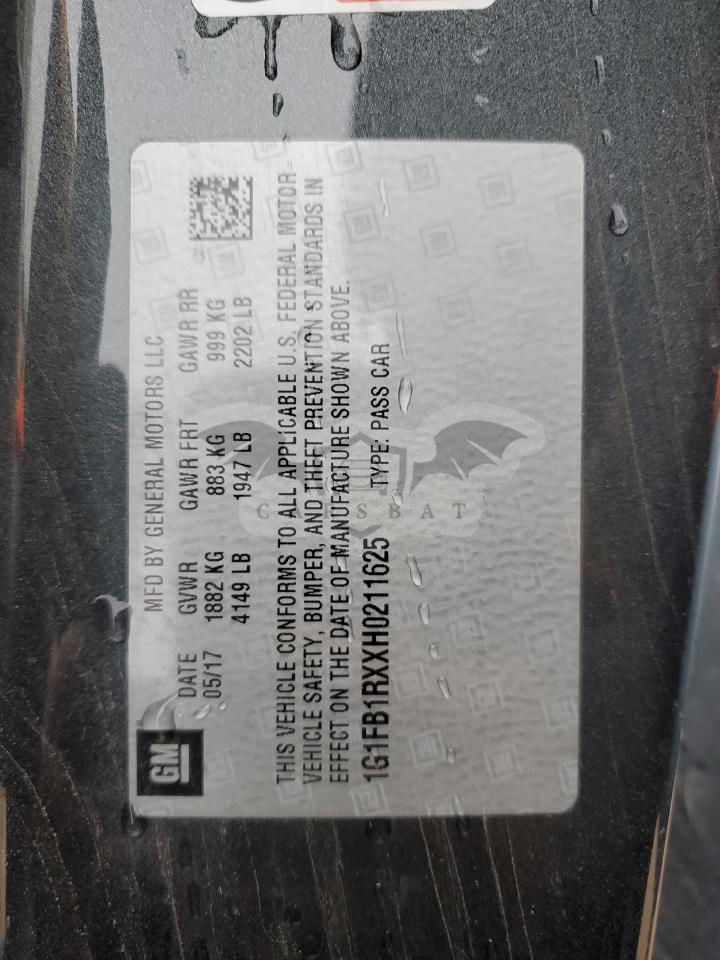 GM
MFD BY GENERAL MOTORS LLC
DATE GVWR GAWR FRT GAWR RR
05/17 1882 KG 883 KG 999 KG
4149 LB 1947 LB 2202 LB
THIS VEHICLE CONFORMS TO ALL APPLICABLE U.S. FEDERAL MOTOR
VEHICLE SAFETY, BUMPER, AND THEFT PREVENTION STANDARDS IN
EFFECT ON THE DATE OF MANUFACTURE SHOWN ABOVE.
1G1FB1RXXH0211625 TYPE: PASS CAR
CARSBAT